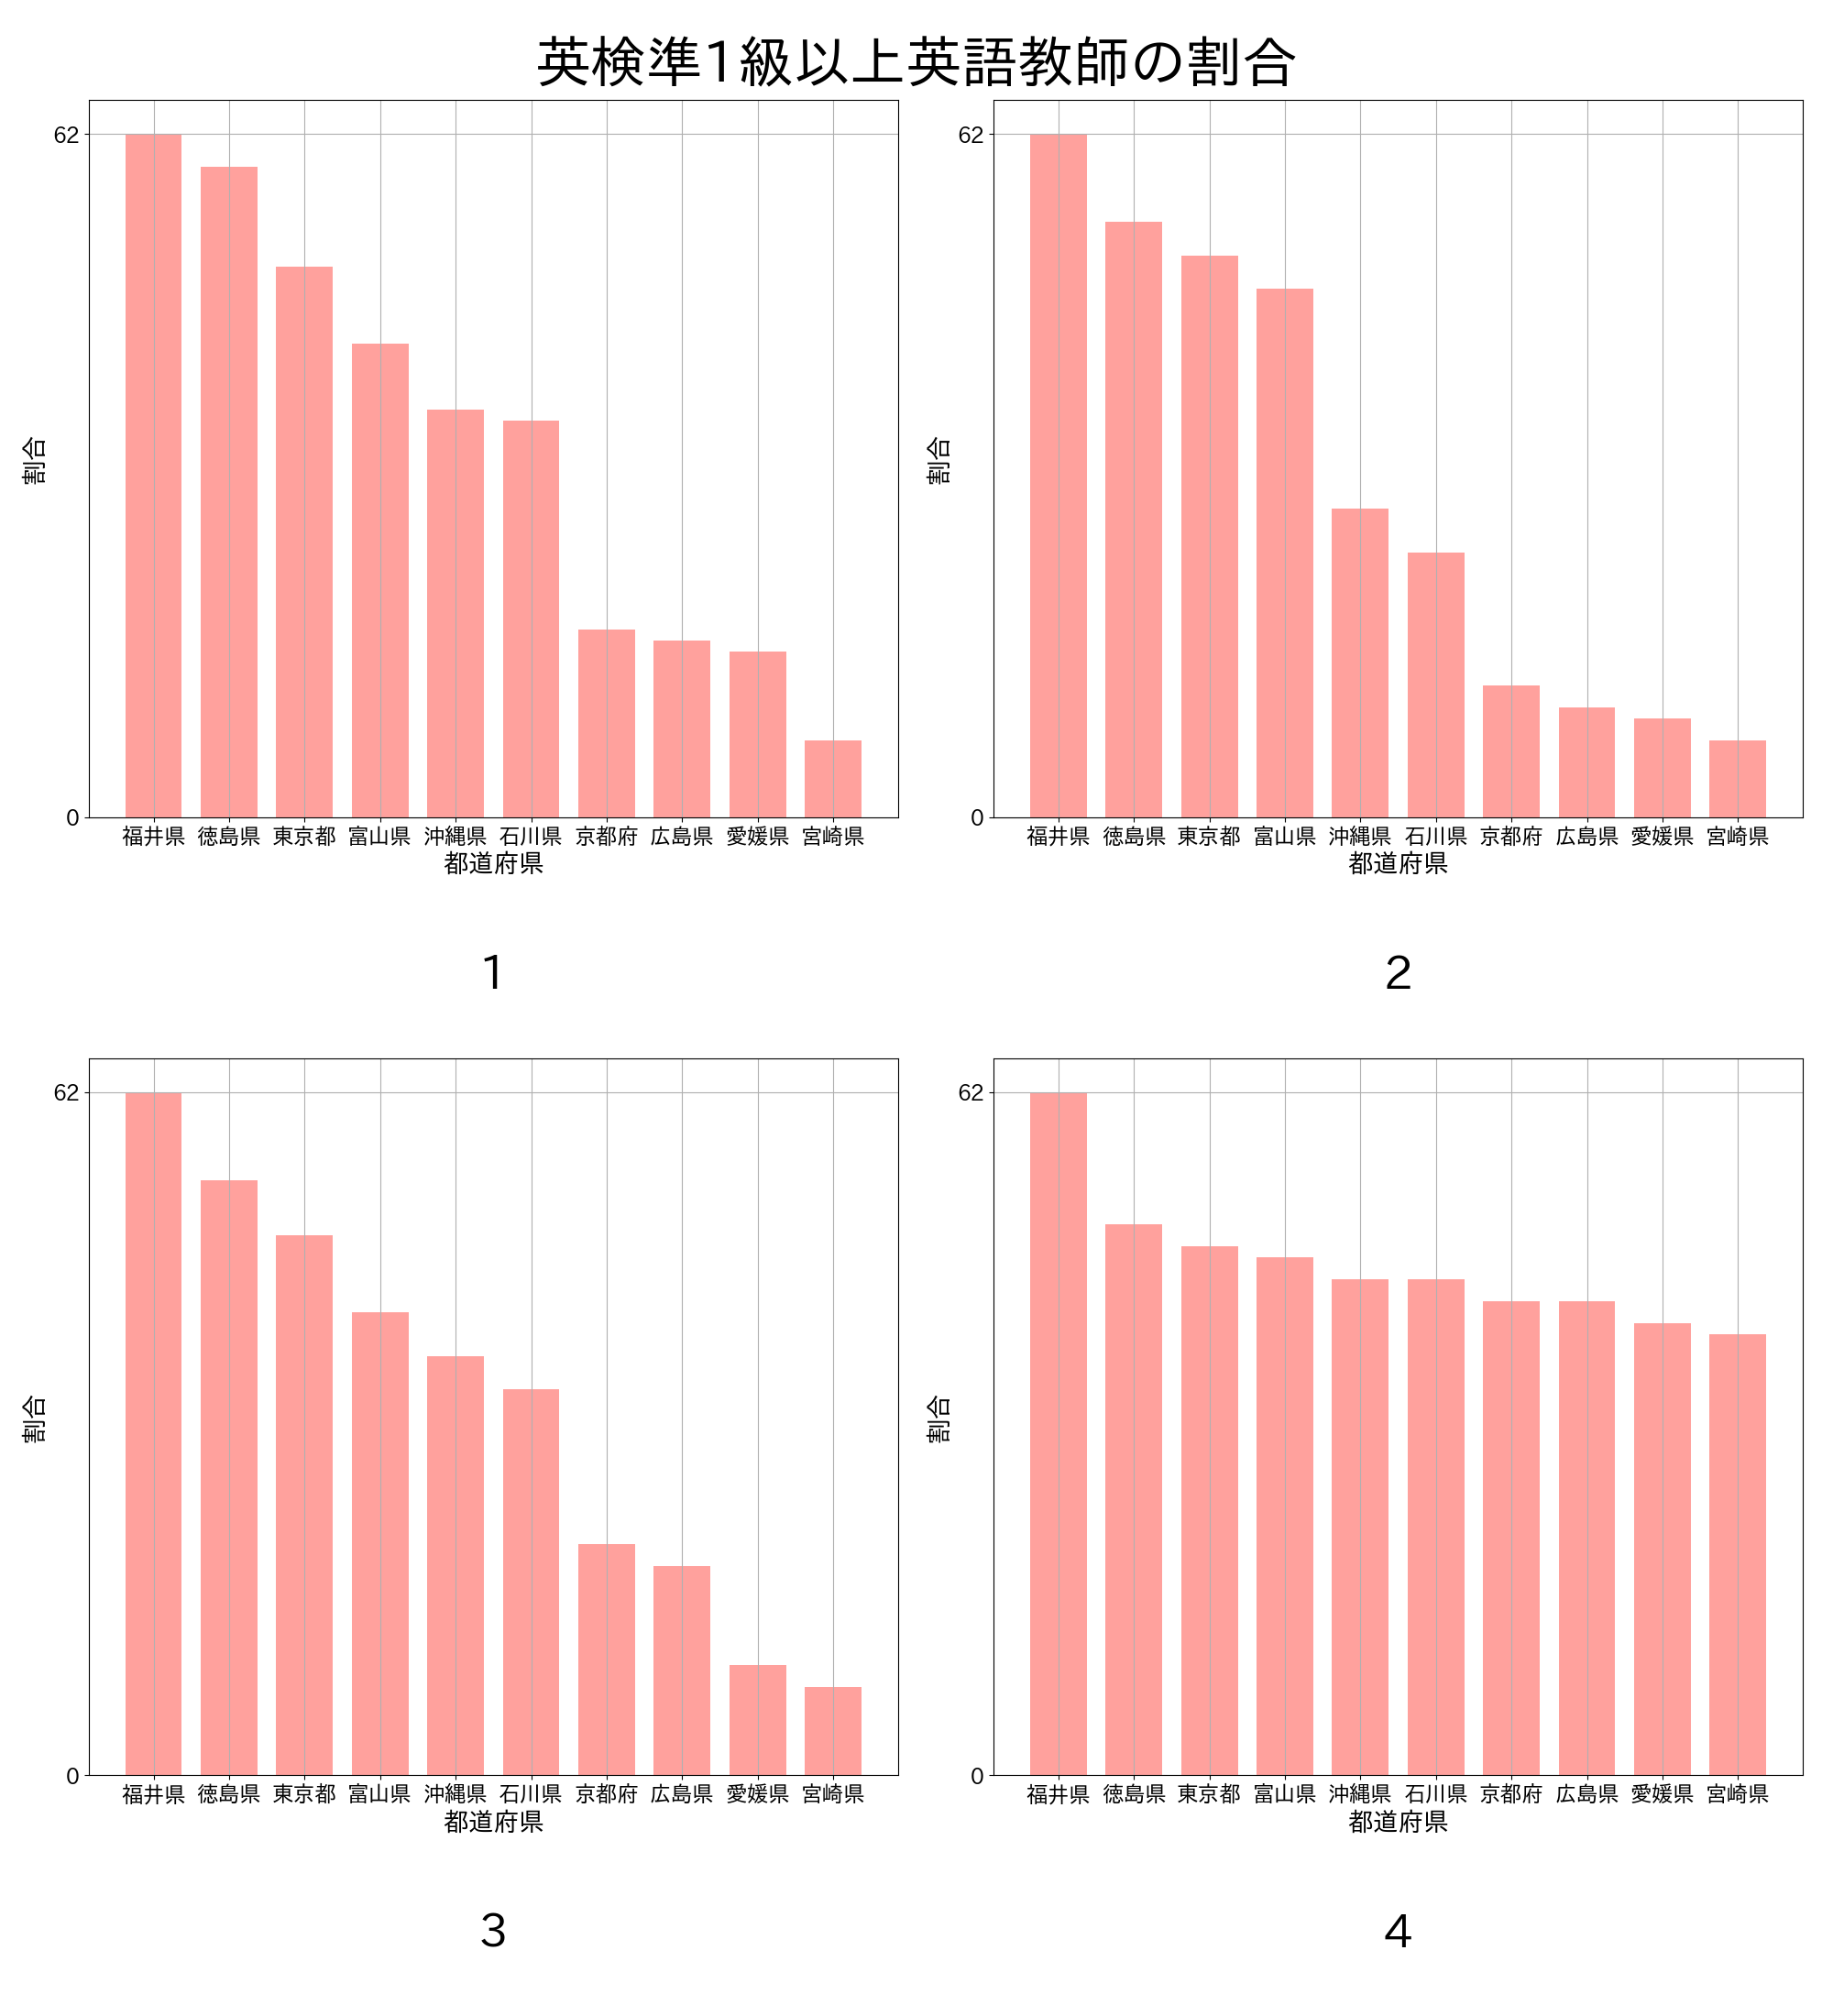 英検準1級以上英語教師の割合
62
0
割合
福井県 徳島県 東京都 富山県 沖縄県 石川県 京都府 広島県 愛媛県 宮崎県
都道府県
1
62
0
割合
福井県 徳島県 東京都 富山県 沖縄県 石川県 京都府 広島県 愛媛県 宮崎県
都道府県
2
62
0
割合
福井県 徳島県 東京都 富山県 沖縄県 石川県 京都府 広島県 愛媛県 宮崎県
都道府県
3
62
0
割合
福井県 徳島県 東京都 富山県 沖縄県 石川県 京都府 広島県 愛媛県 宮崎県
都道府県
4